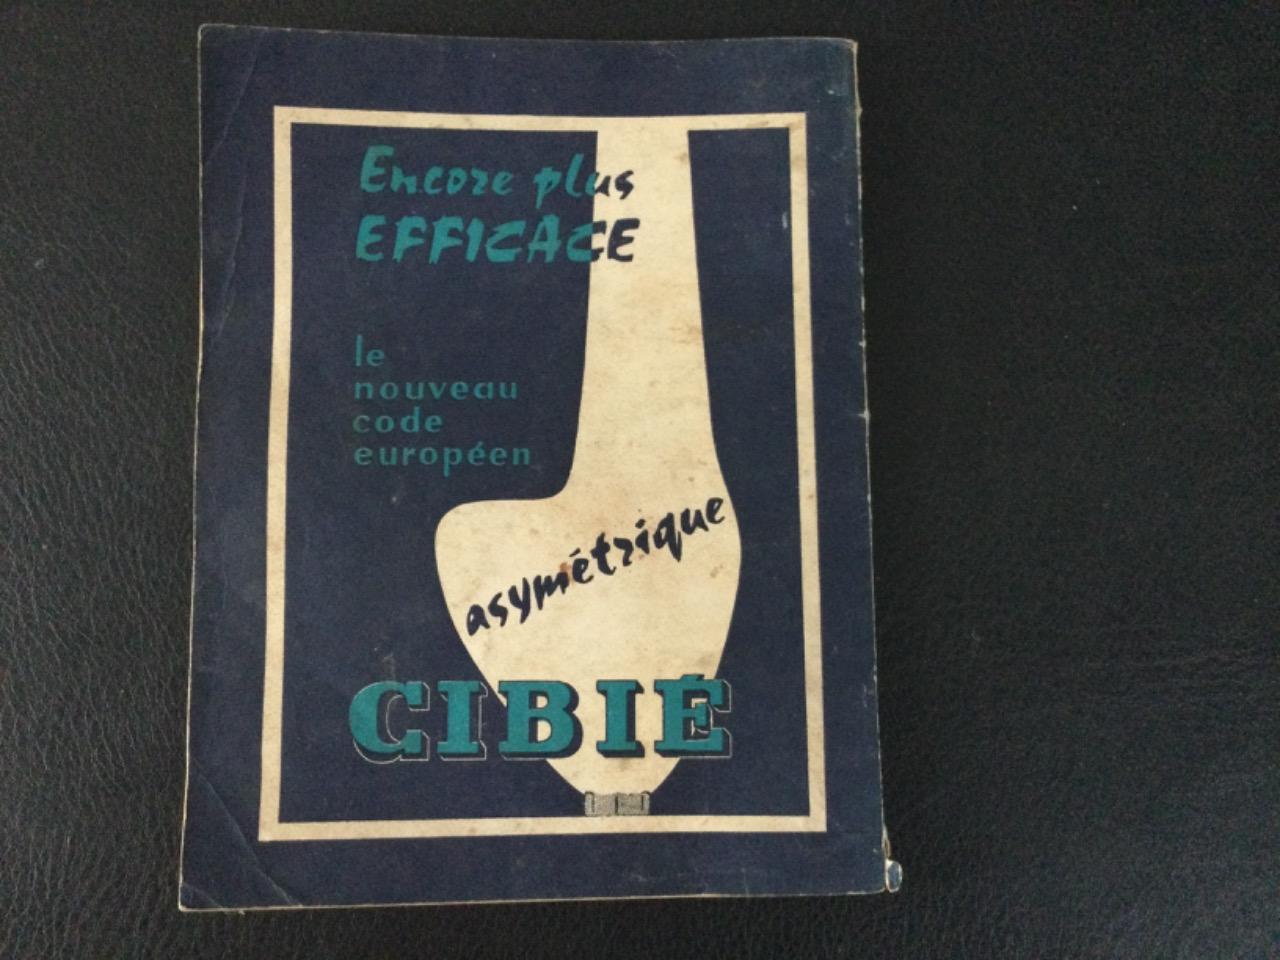 Encore plus
EFFICACE
le
nouveau
code
européen
asymétrique
CIBIÉ